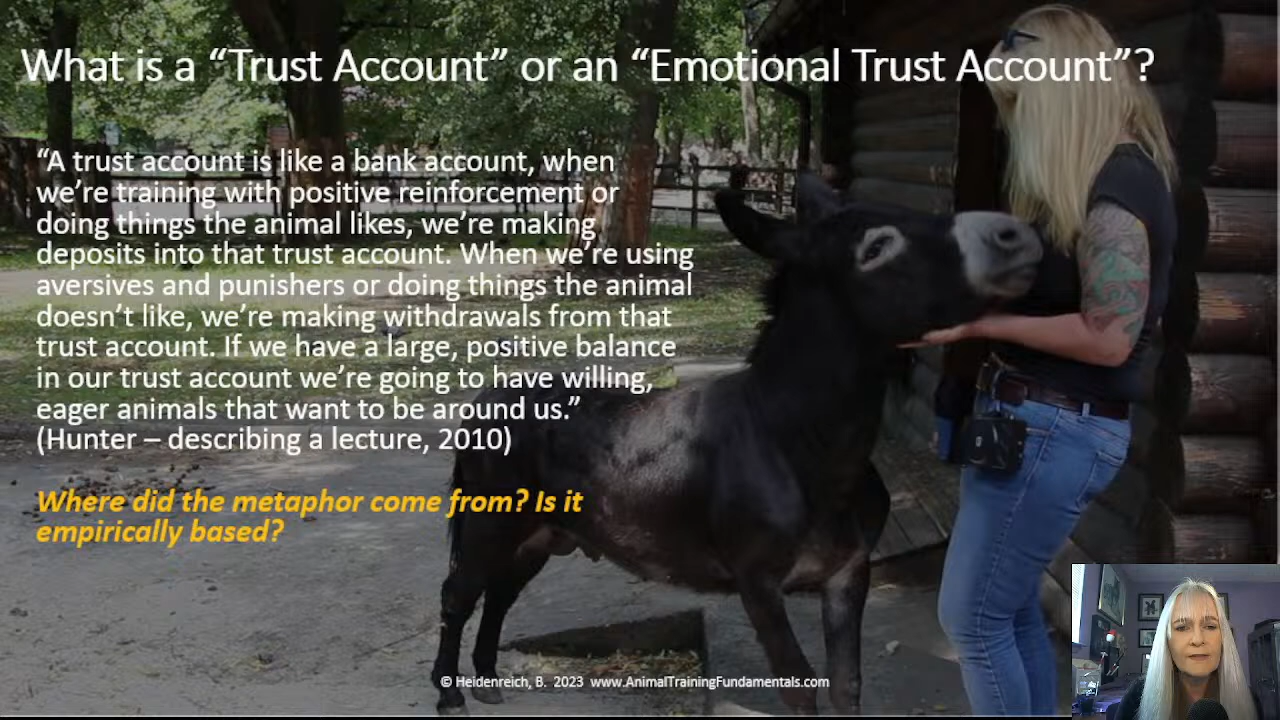 What is a “Trust Account” or an “Emotional Trust Account”?
“A trust account is like a bank account, when
we’re training with positive reinforcement or
doing things the animal likes, we’re making
deposits into that trust account. When we’re using
aversives and punishers or doing things the animal
doesn’t like, we’re making withdrawals from that
trust account. If we have a large, positive balance
in our trust account we’re going to have willing,
eager animals that want to be around us.”
(Hunter – describing a lecture, 2010)
Where did the metaphor come from? Is it
empirically based?
© Heidenreich, B. 2023 www.AnimalTrainingFundamentals.com